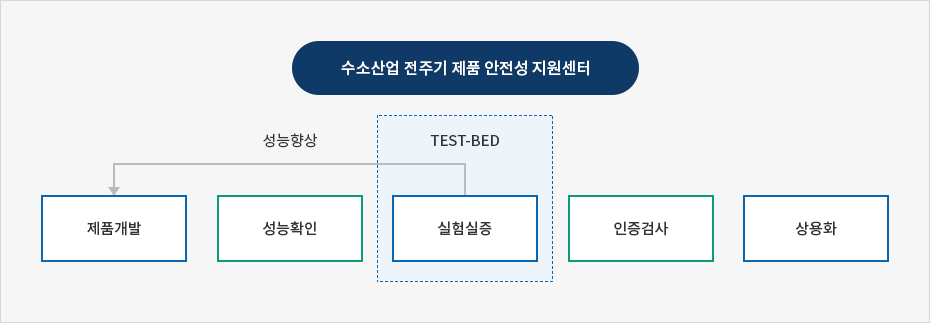 수소산업 전주기 제품 안전성 지원센터
성능향상
TEST-BED
제품개발
성능확인
실험실증
인증검사
상용화